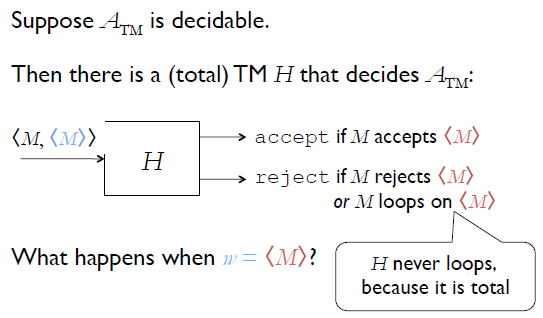 Suppose A_TM is decidable.
Then there is a (total) TM H that decides A_TM:
⟨M, ⟨M⟩⟩
H
accept if M accepts ⟨M⟩
reject if M rejects ⟨M⟩
or M loops on ⟨M⟩
What happens when w = ⟨M⟩?
H never loops,
because it is total